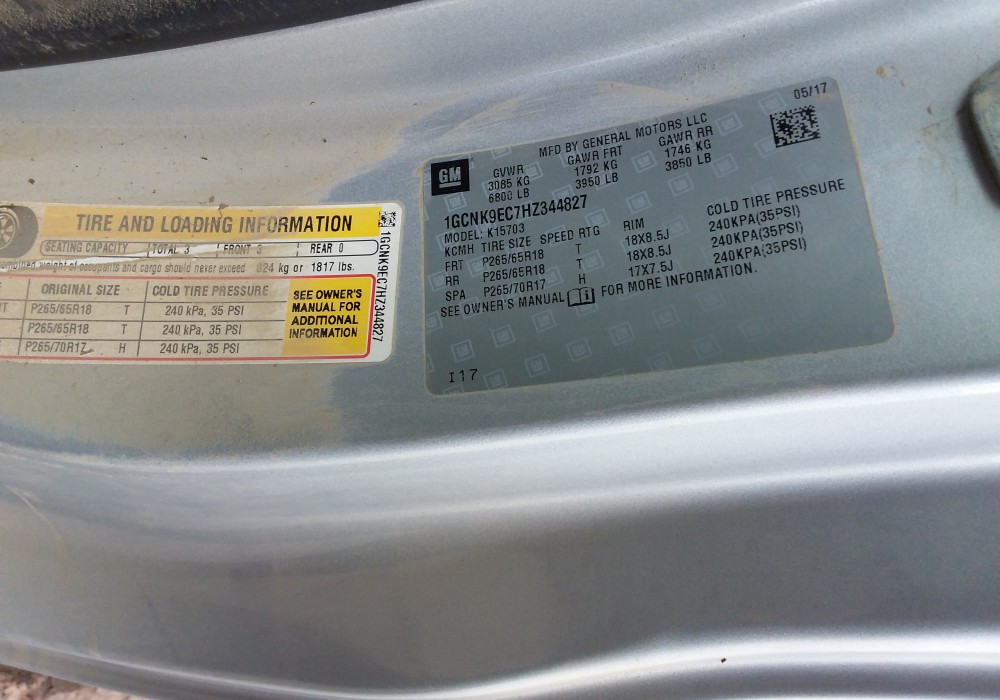 TIRE AND LOADING INFORMATION
SEATING CAPACITY TOTAL 3 FRONT 3 REAR 0
weight of occupants and cargo should never exceed 824 kg or 1817 lbs.
ORIGINAL SIZE COLD TIRE PRESSURE
P265/65R18 T 240 kPa, 35 PSI
P265/65R18 T 240 kPa, 35 PSI
P265/70R17 H 240 kPa, 35 PSI
SEE OWNER'S
MANUAL FOR
ADDITIONAL
INFORMATION
1GCNK9EC7HZ344827
05/17
GM
MFD BY GENERAL MOTORS LLC
GVWR GAWR FRT GAWR RR
3085 KG 1792 KG 1746 KG
6800 LB 3950 LB 3850 LB
1GCNK9EC7HZ344827
MODEL: K15703
KCMH TIRE SIZE SPEED RTG RIM COLD TIRE PRESSURE
FRT P265/65R18 T 18X8.5J 240KPA(35PSI)
RR P265/65R18 T 18X8.5J 240KPA(35PSI)
SPA P265/70R17 H 17X7.5J 240KPA(35PSI)
SEE OWNER'S MANUAL FOR MORE INFORMATION.
I17